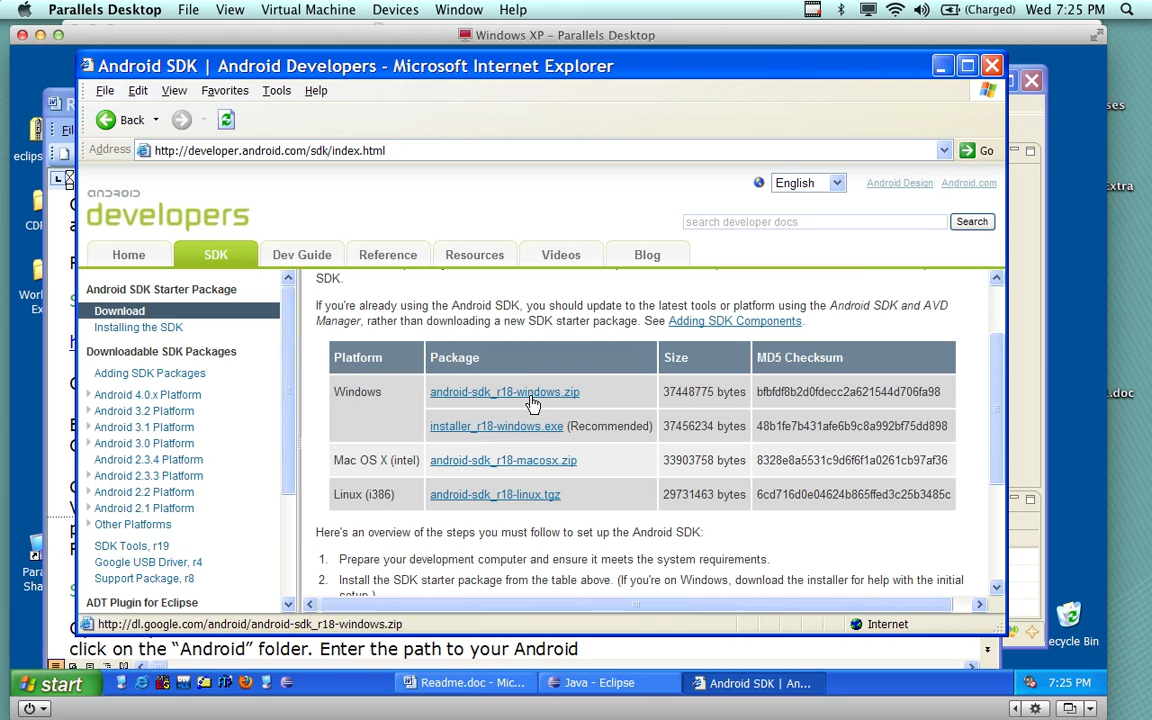 Parallels Desktop File View Virtual Machine Devices Window Help (Charged) Wed 7:25 PM
Windows XP – Parallels Desktop
Android SDK | Android Developers - Microsoft Internet Explorer
File Edit View Favorites Tools Help
Back
Address http://developer.android.com/sdk/index.html Go
English Android Design Android.com
android
developers
search developer docs Search
Home SDK Dev Guide Reference Resources Videos Blog
Android SDK Starter Package
Download
Installing the SDK
Downloadable SDK Packages
Adding SDK Packages
Android 4.0.x Platform
Android 3.2 Platform
Android 3.1 Platform
Android 3.0 Platform
Android 2.3.4 Platform
Android 2.3.3 Platform
Android 2.2 Platform
Android 2.1 Platform
Other Platforms
SDK Tools, r19
Google USB Driver, r4
Support Package, r8
ADT Plugin for Eclipse
SDK.
If you're already using the Android SDK, you should update to the latest tools or platform using the Android SDK and AVD
Manager, rather than downloading a new SDK starter package. See Adding SDK Components.
Platform Package Size MD5 Checksum
Windows android-sdk_r18-windows.zip 37448775 bytes bfbfdf8b2d0fdecc2a621544d706fa98
installer_r18-windows.exe (Recommended) 37456234 bytes 48b1fe7b431afe6b9c8a992bf75dd898
Mac OS X (intel) android-sdk_r18-macosx.zip 33903758 bytes 8328e8a5531c9d6f6f1a0261cb97af36
Linux (i386) android-sdk_r18-linux.tgz 29731463 bytes 6cd716d0e04624b865ffed3c25b3485c
Here's an overview of the steps you must follow to set up the Android SDK:
1. Prepare your development computer and ensure it meets the system requirements.
2. Install the SDK starter package from the table above. (If you're on Windows, download the installer for help with the initial
setup.)
http://dl.google.com/android/android-sdk_r18-windows.zip Internet
click on the “Android” folder. Enter the path to your Android
eclips
CDF
Worl
Ex
Para
Sha
ses
Extra
.doc
ecycle Bin
start Readme.doc - Mic... Java - Eclipse Android SDK | An... 7:25 PM